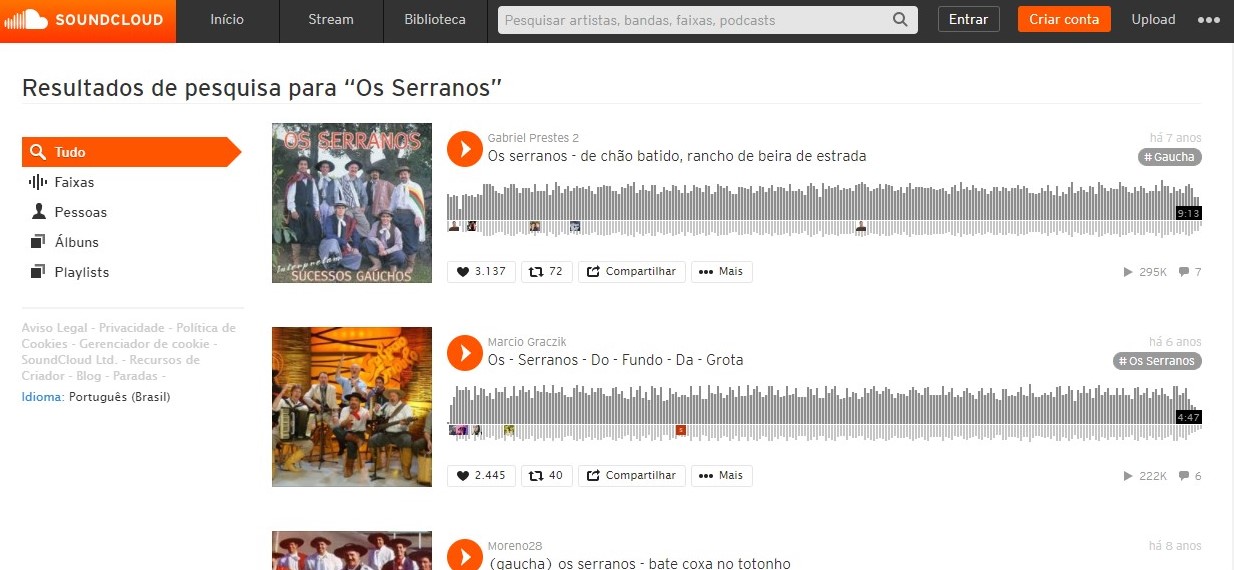 SOUNDCLOUD
Início
Stream
Biblioteca
Pesquisar artistas, bandas, faixas, podcasts
Entrar
Criar conta
Upload
Resultados de pesquisa para “Os Serranos”
Tudo
Faixas
Pessoas
Álbuns
Playlists
Aviso Legal - Privacidade - Política de
Cookies - Gerenciador de cookie -
SoundCloud Ltd. - Recursos de
Criador - Blog - Paradas -
Idioma: Português (Brasil)
OS SERRANOS
Interpretam
SUCESSOS GAÚCHOS
Gabriel Prestes 2
há 7 anos
Os serranos - de chão batido, rancho de beira de estrada
# Gaucha
9:13
3.137
72
Compartilhar
Mais
295K
7
Marcio Graczik
há 6 anos
Os - Serranos - Do - Fundo - Da - Grota
# Os Serranos
4:47
2.445
40
Compartilhar
Mais
222K
6
Moreno28
há 8 anos
(gaucha) os serranos - bate coxa no totonho